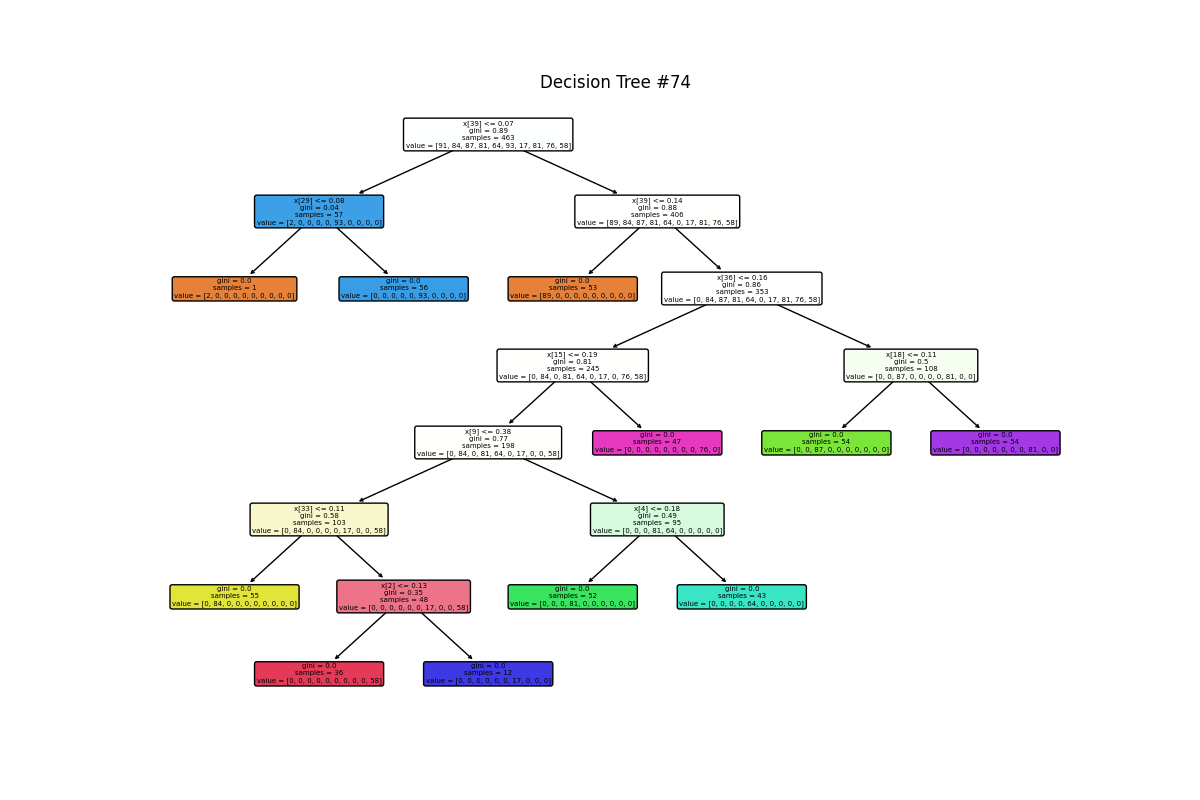 Decision Tree #74
x[39] <= 0.07
gini = 0.89
samples = 463
value = [91, 84, 87, 81, 64, 93, 17, 81, 76, 58]
x[29] <= 0.08
gini = 0.04
samples = 57
value = [2, 0, 0, 0, 0, 93, 0, 0, 0, 0]
x[39] <= 0.14
gini = 0.88
samples = 406
value = [89, 84, 87, 81, 64, 0, 17, 81, 76, 58]
gini = 0.0
samples = 1
value = [2, 0, 0, 0, 0, 0, 0, 0, 0, 0]
gini = 0.0
samples = 56
value = [0, 0, 0, 0, 0, 93, 0, 0, 0, 0]
gini = 0.0
samples = 53
value = [89, 0, 0, 0, 0, 0, 0, 0, 0, 0]
x[36] <= 0.16
gini = 0.86
samples = 353
value = [0, 84, 87, 81, 64, 0, 17, 81, 76, 58]
x[15] <= 0.19
gini = 0.81
samples = 245
value = [0, 84, 0, 81, 64, 0, 17, 0, 76, 58]
x[18] <= 0.11
gini = 0.5
samples = 108
value = [0, 0, 87, 0, 0, 0, 0, 81, 0, 0]
x[9] <= 0.38
gini = 0.77
samples = 198
value = [0, 84, 0, 81, 64, 0, 17, 0, 0, 58]
gini = 0.0
samples = 47
value = [0, 0, 0, 0, 0, 0, 0, 0, 76, 0]
gini = 0.0
samples = 54
value = [0, 0, 87, 0, 0, 0, 0, 0, 0, 0]
gini = 0.0
samples = 54
value = [0, 0, 0, 0, 0, 0, 0, 81, 0, 0]
x[33] <= 0.11
gini = 0.58
samples = 103
value = [0, 84, 0, 0, 0, 0, 17, 0, 0, 58]
x[4] <= 0.18
gini = 0.49
samples = 95
value = [0, 0, 0, 81, 64, 0, 0, 0, 0, 0]
gini = 0.0
samples = 55
value = [0, 84, 0, 0, 0, 0, 0, 0, 0, 0]
x[2] <= 0.13
gini = 0.35
samples = 48
value = [0, 0, 0, 0, 0, 0, 17, 0, 0, 58]
gini = 0.0
samples = 52
value = [0, 0, 0, 81, 0, 0, 0, 0, 0, 0]
gini = 0.0
samples = 43
value = [0, 0, 0, 0, 64, 0, 0, 0, 0, 0]
gini = 0.0
samples = 36
value = [0, 0, 0, 0, 0, 0, 0, 0, 0, 58]
gini = 0.0
samples = 12
value = [0, 0, 0, 0, 0, 0, 17, 0, 0, 0]